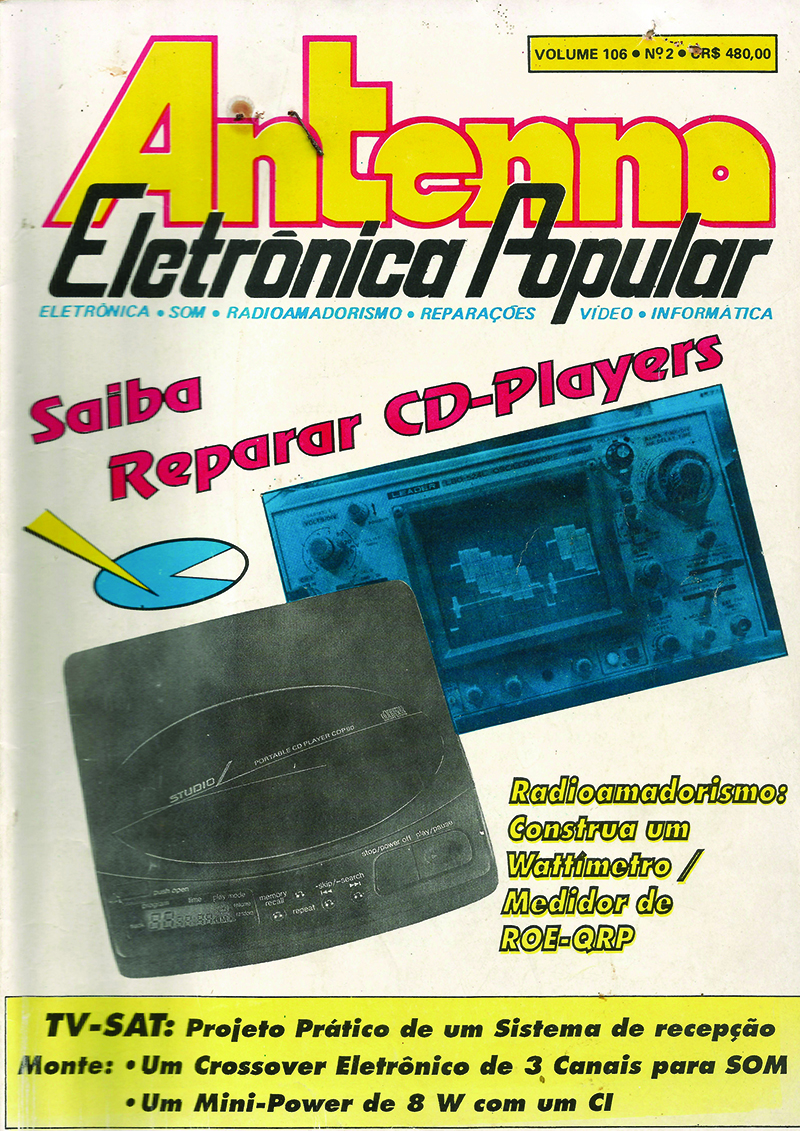 VOLUME 106 • Nº 2 • CR$ 480,00
Antenna
Eletrônica Popular
ELETRÔNICA • SOM • RADIOAMADORISMO • REPARAÇÕES VÍDEO • INFORMÁTICA
Saiba
Reparar CD-Players
LEADER
STUDIO
PORTABLE CD PLAYER CDP80
stop/power off play/pause
push open
program time play mode
memory
recall
repeat
-skip/-search
Radioamadorismo:
Construa um
Wattímetro /
Medidor de
ROE-QRP
TV-SAT: Projeto Prático de um Sistema de recepção
Monte: • Um Crossover Eletrônico de 3 Canais para SOM
• Um Mini-Power de 8 W com um CI